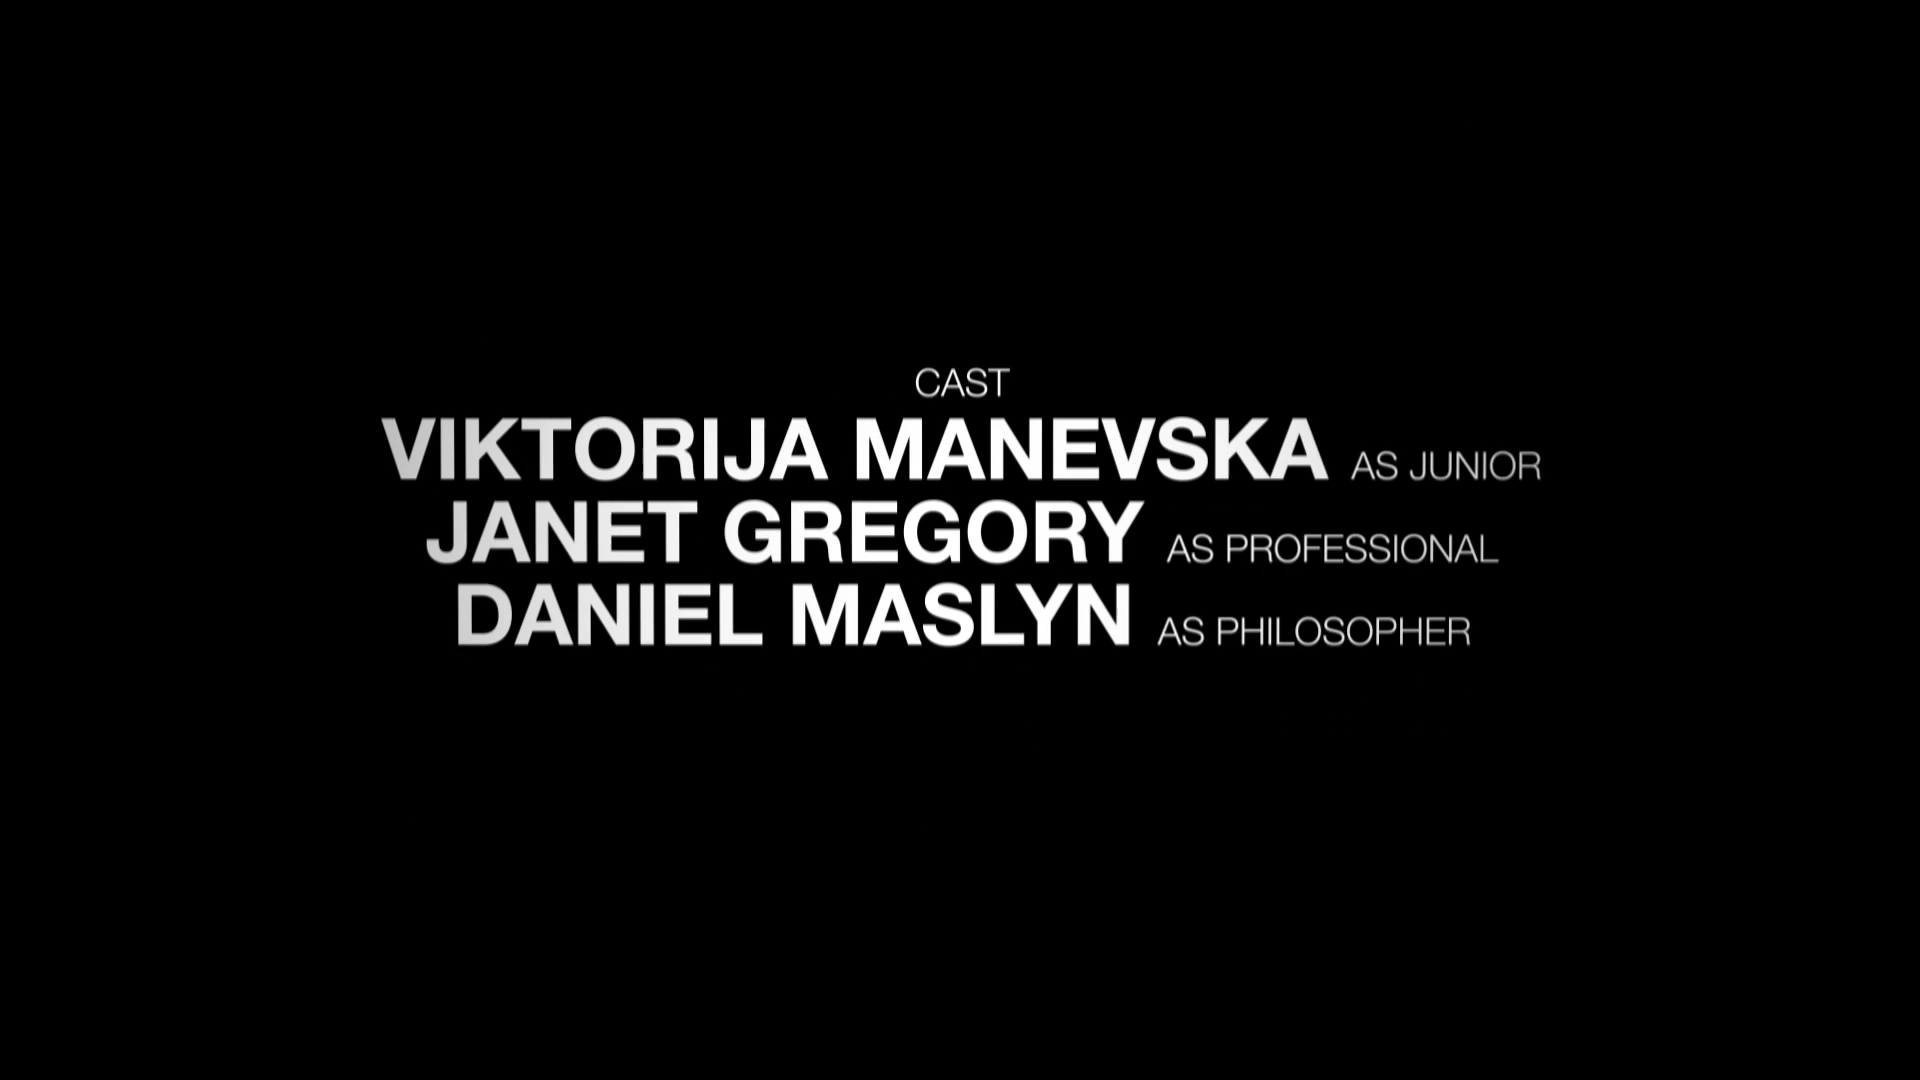 CAST
VIKTORIJA MANEVSKA AS JUNIOR
JANET GREGORY AS PROFESSIONAL
DANIEL MASLYN AS PHILOSOPHER